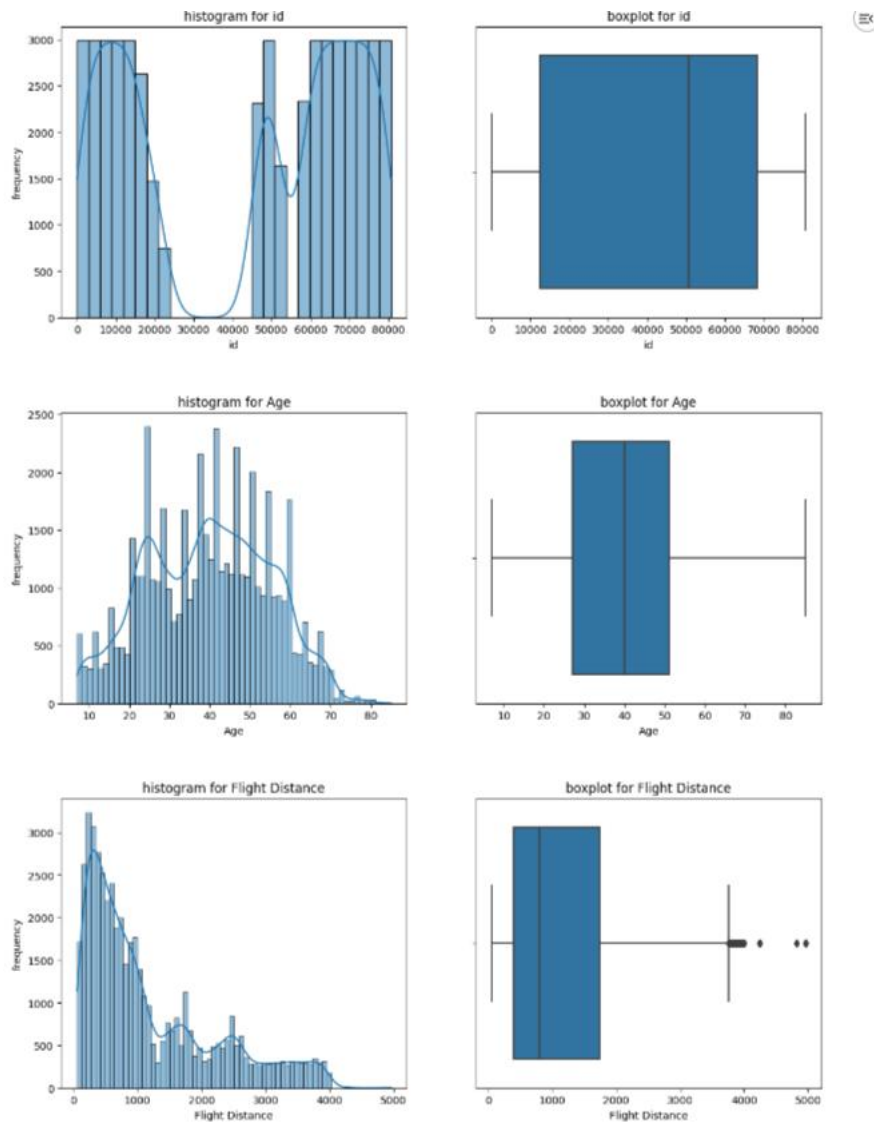 histogram for id
boxplot for id
3000
2500
2000
1500
1000
500
0
frequency
0 10000 20000 30000 40000 50000 60000 70000 80000
id
0 10000 20000 30000 40000 50000 60000 70000 80000
id
histogram for Age
boxplot for Age
2500
2000
1500
1000
500
0
frequency
10 20 30 40 50 60 70 80
Age
10 20 30 40 50 60 70 80
Age
histogram for Flight Distance
boxplot for Flight Distance
3000
2500
2000
1500
1000
500
0
frequency
0 1000 2000 3000 4000 5000
Flight Distance
0 1000 2000 3000 4000 5000
Flight Distance